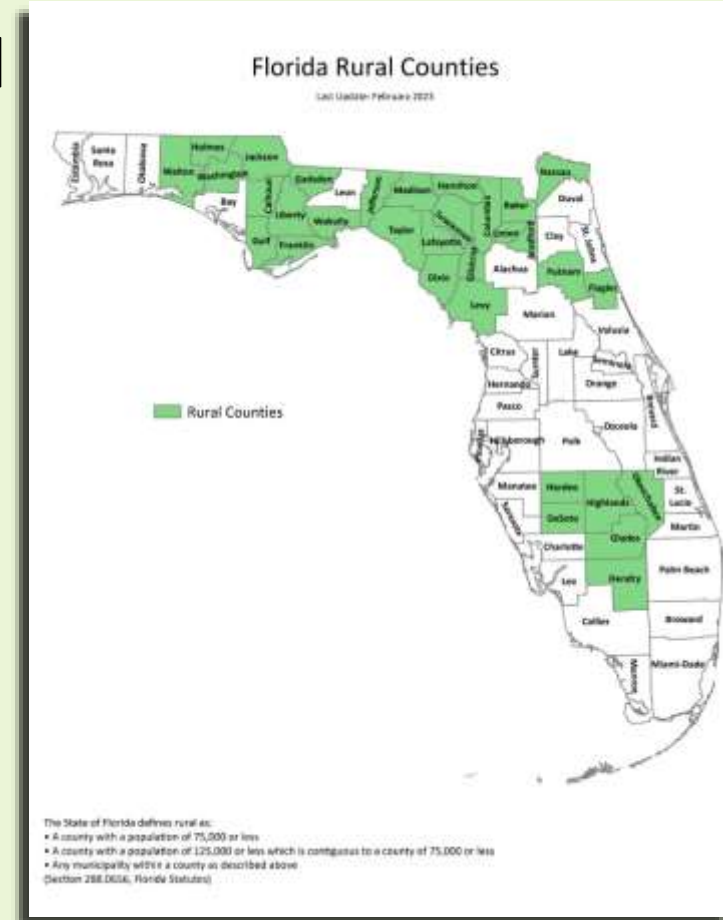 Florida Rural Counties
Last Update: February 2023
Santa
Rosa
Okaloosa
Walton
Holmes
Washington
Jackson
Bay
Calhoun
Gulf
Liberty
Franklin
Gadsden
Leon
Wakulla
Jefferson
Madison
Taylor
Hamilton
Suwannee
Lafayette
Dixie
Gilchrist
Columbia
Baker
Union
Bradford
Nassau
Duval
Clay
St. Johns
Alachua
Putnam
Flagler
Levy
Marion
Volusia
Citrus
Sumter
Lake
Seminole
Hernando
Orange
Pasco
Brevard
Osceola
Hillsborough
Polk
Indian
River
Manatee
Hardee
Highlands
Okeechobee
St.
Lucie
Sarasota
DeSoto
Martin
Charlotte
Glades
Lee
Hendry
Palm Beach
Collier
Broward
Monroe
Miami-Dade
Rural Counties
The State of Florida defines rural as:
• A county with a population of 75,000 or less
• A county with a population of 125,000 or less which is contiguous to a county of 75,000 or less
• Any municipality within a county as described above
(Section 288.0656, Florida Statutes)